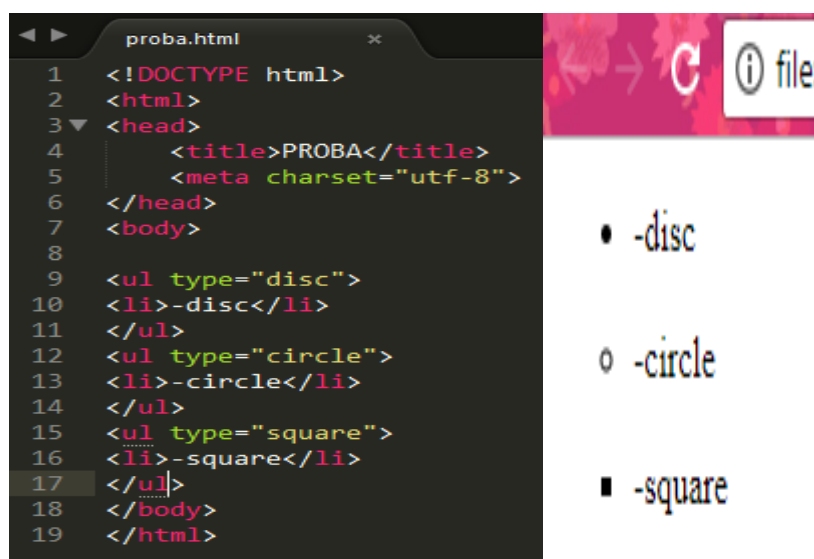 proba.html ×
1 <!DOCTYPE html>
2 <html>
3 <head>
4 <title>PROBA</title>
5 <meta charset="utf-8">
6 </head>
7 <body>
8
9 <ul type="disc">
10 <li>-disc</li>
11 </ul>
12 <ul type="circle">
13 <li>-circle</li>
14 </ul>
15 <ul type="square">
16 <li>-square</li>
17 </ul>
18 </body>
19 </html>
file
-disc
-circle
-square